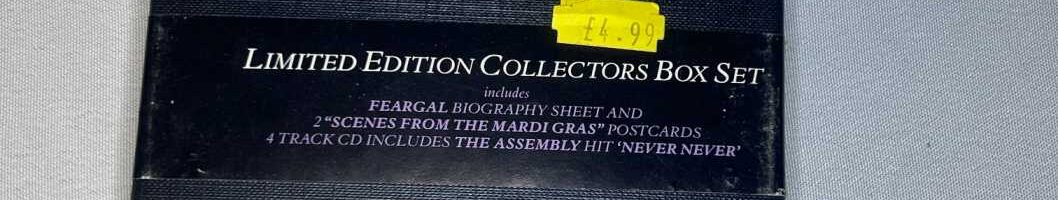 £4.99
LIMITED EDITION COLLECTORS BOX SET
includes
FEARGAL BIOGRAPHY SHEET AND
2 "SCENES FROM THE MARDI GRAS" POSTCARDS
4 TRACK CD INCLUDES THE ASSEMBLY HIT 'NEVER NEVER'